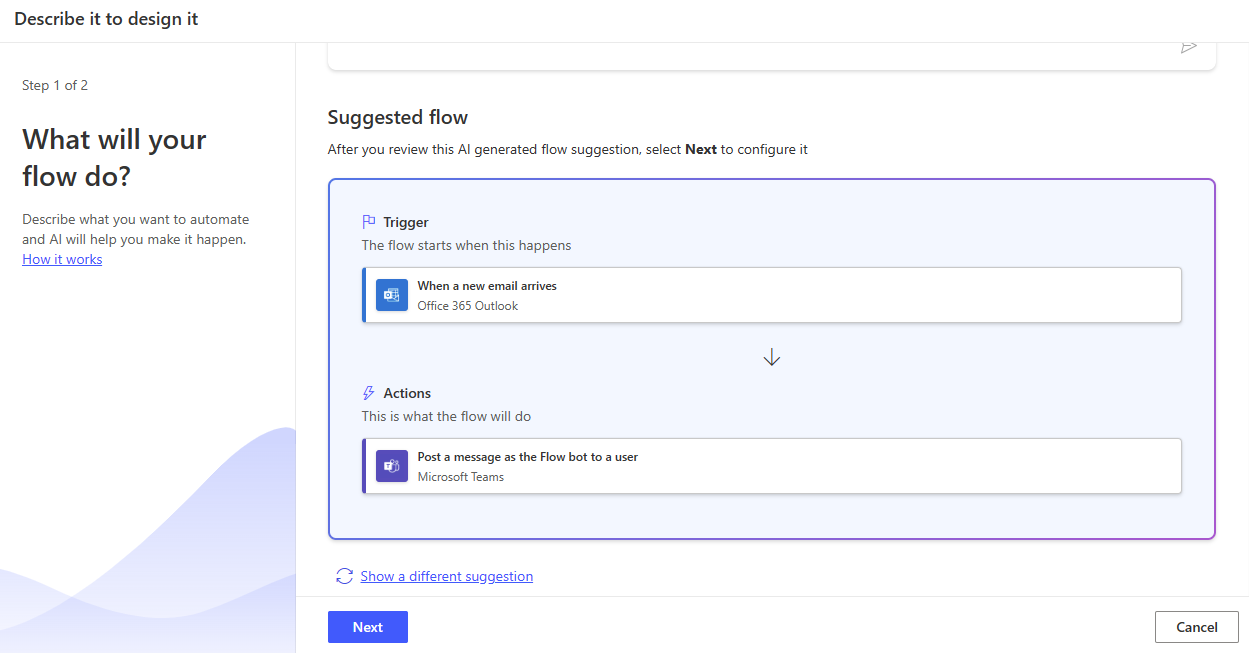 Describe it to design it
Step 1 of 2
What will your
flow do?
Describe what you want to automate
and AI will help you make it happen.
How it works
Suggested flow
After you review this AI generated flow suggestion, select Next to configure it
Trigger
The flow starts when this happens
When a new email arrives
Office 365 Outlook
Actions
This is what the flow will do
Post a message as the Flow bot to a user
Microsoft Teams
Show a different suggestion
Next
Cancel